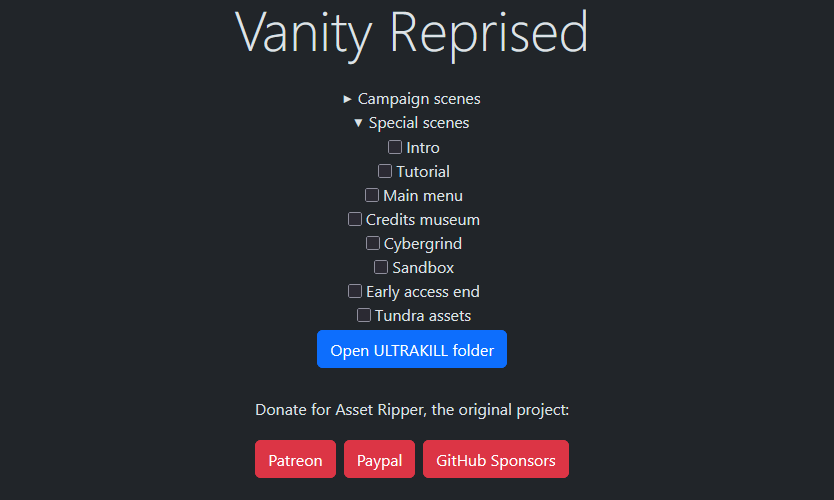 Vanity Reprised
Campaign scenes
Special scenes
Intro
Tutorial
Main menu
Credits museum
Cybergrind
Sandbox
Early access end
Tundra assets
Open ULTRAKILL folder
Donate for Asset Ripper, the original project:
Patreon Paypal GitHub Sponsors